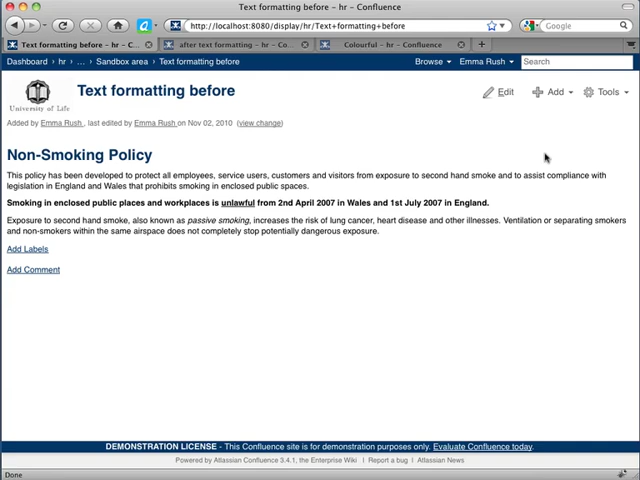 Text formatting before – hr – Confluence
http://localhost:8080/display/hr/Text+formatting+before
Google
Text formatting before – hr – C...
after text formatting – hr – Co...
Colourful – hr – Confluence
Dashboard > hr > ... > Sandbox area > Text formatting before
Browse
Emma Rush
Search
University of Life
Text formatting before
Edit
Add
Tools
Added by Emma Rush , last edited by Emma Rush on Nov 02, 2010 (view change)
Non-Smoking Policy
This policy has been developed to protect all employees, service users, customers and visitors from exposure to second hand smoke and to assist compliance with
legislation in England and Wales that prohibits smoking in enclosed public spaces.
Smoking in enclosed public places and workplaces is unlawful from 2nd April 2007 in Wales and 1st July 2007 in England.
Exposure to second hand smoke, also known as passive smoking, increases the risk of lung cancer, heart disease and other illnesses. Ventilation or separating smokers
and non-smokers within the same airspace does not completely stop potentially dangerous exposure.
Add Labels
Add Comment
DEMONSTRATION LICENSE - This Confluence site is for demonstration purposes only. Evaluate Confluence today.
Powered by Atlassian Confluence 3.4.1, the Enterprise Wiki | Report a bug | Atlassian News
Done